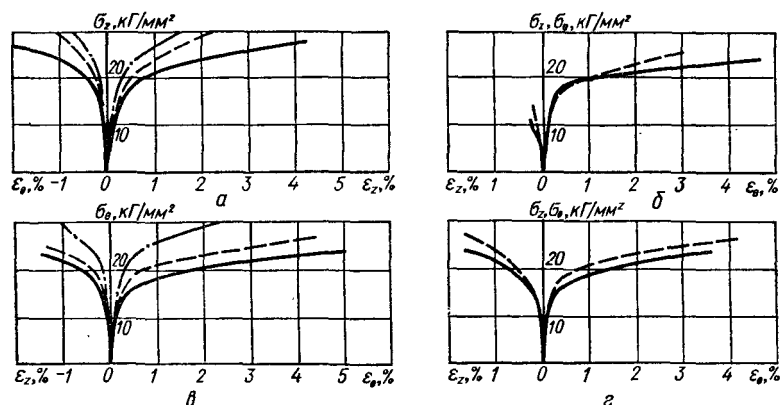 σz, кГ/мм²
20
10
εθ, % -1 0 1 2 3 4 5 εz, %
а
σz, σθ, кГ/мм²
20
10
εz, % 1 0 1 2 3 4 εθ, %
б
σθ, кГ/мм²
20
10
εz, % -1 0 1 2 3 4 5 εθ, %
в
σz, σθ, кГ/мм²
20
10
εz, % 1 0 1 2 3 4 εθ, %
г